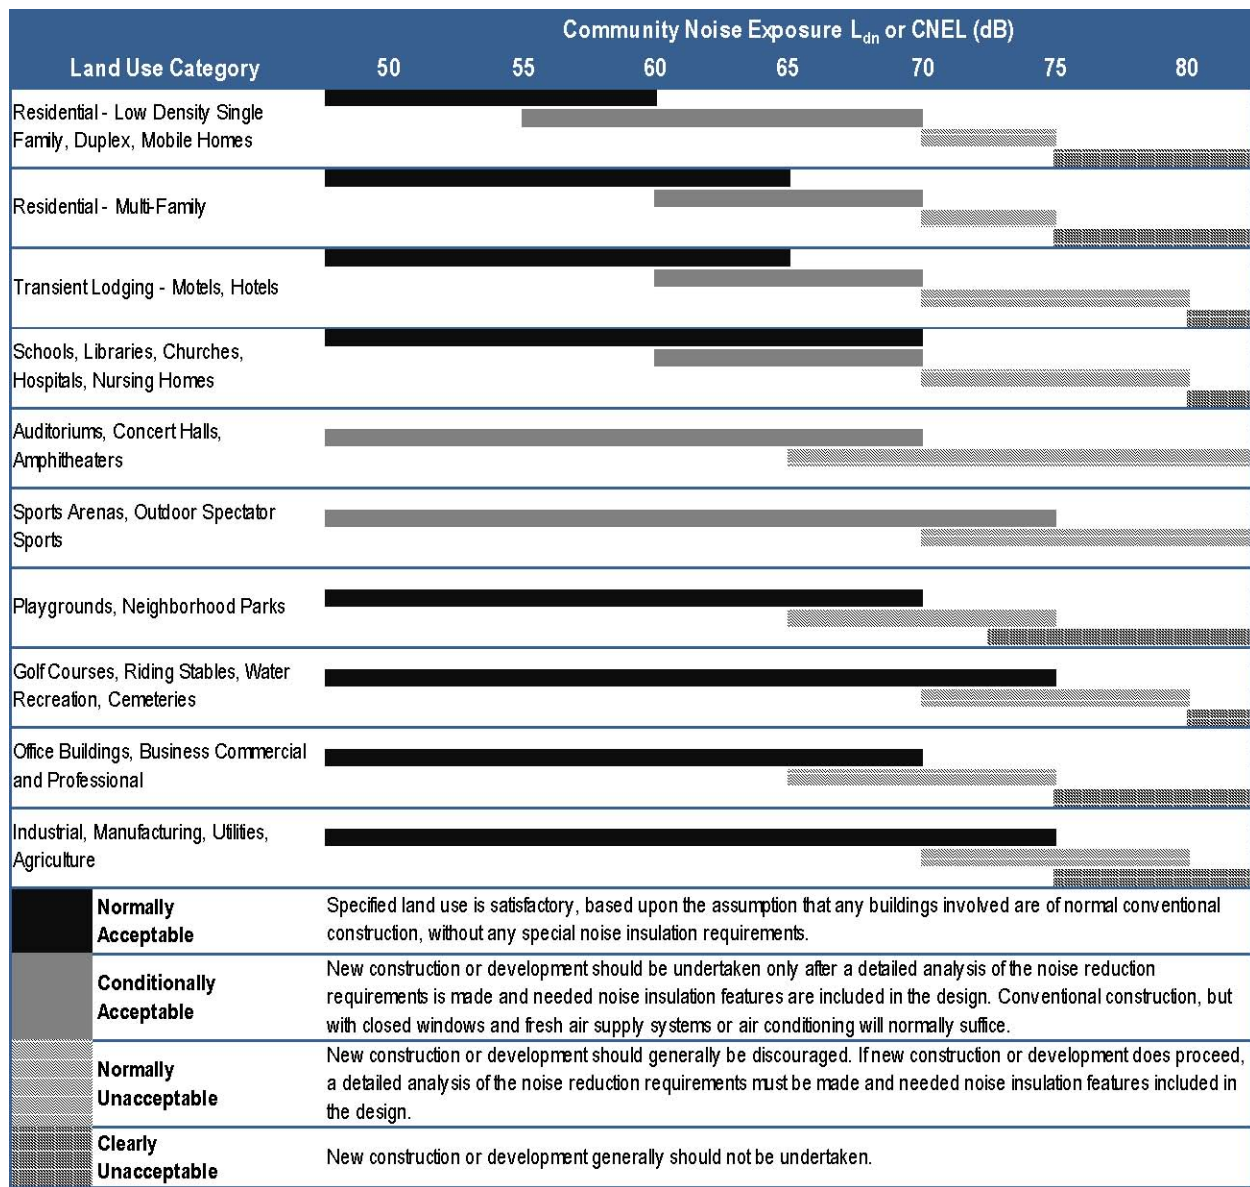 Community Noise Exposure Ldn or CNEL (dB)
Land Use Category 50 55 60 65 70 75 80
Residential - Low Density Single
Family, Duplex, Mobile Homes
Residential - Multi-Family
Transient Lodging - Motels, Hotels
Schools, Libraries, Churches,
Hospitals, Nursing Homes
Auditoriums, Concert Halls,
Amphitheaters
Sports Arenas, Outdoor Spectator
Sports
Playgrounds, Neighborhood Parks
Golf Courses, Riding Stables, Water
Recreation, Cemeteries
Office Buildings, Business Commercial
and Professional
Industrial, Manufacturing, Utilities,
Agriculture
Normally
Acceptable
Specified land use is satisfactory, based upon the assumption that any buildings involved are of normal conventional
construction, without any special noise insulation requirements.
Conditionally
Acceptable
New construction or development should be undertaken only after a detailed analysis of the noise reduction
requirements is made and needed noise insulation features are included in the design. Conventional construction, but
with closed windows and fresh air supply systems or air conditioning will normally suffice.
Normally
Unacceptable
New construction or development should generally be discouraged. If new construction or development does proceed,
a detailed analysis of the noise reduction requirements must be made and needed noise insulation features included in
the design.
Clearly
Unacceptable
New construction or development generally should not be undertaken.